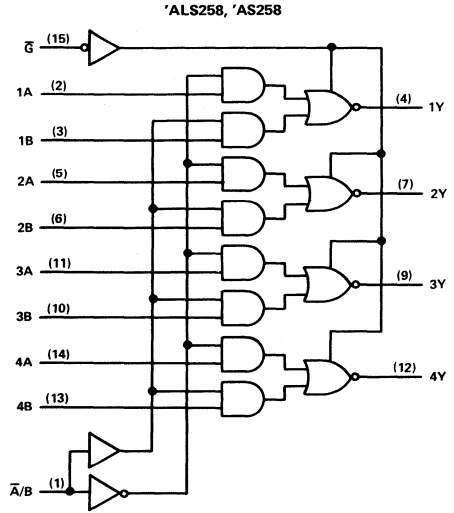 'ALS258, 'AS258
G̅ (15)
1A (2)
(4) 1Y
1B (3)
2A (5)
(7) 2Y
2B (6)
3A (11)
(9) 3Y
3B (10)
4A (14)
(12) 4Y
4B (13)
A̅/B (1)